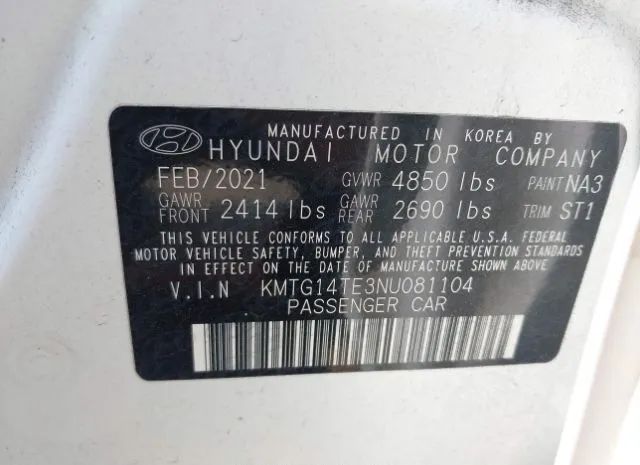 MANUFACTURED IN KOREA BY
HYUNDAI MOTOR COMPANY
FEB/2021 GVWR 4850 lbs PAINT NA3
GAWR FRONT 2414 lbs GAWR REAR 2690 lbs TRIM ST1
THIS VEHICLE CONFORMS TO ALL APPLICABLE U.S.A. FEDERAL
MOTOR VEHICLE SAFETY, BUMPER, AND THEFT PREVENTION STANDARDS
IN EFFECT ON THE DATE OF MANUFACTURE SHOWN ABOVE
V.I.N KMTG14TE3NU081104
PASSENGER CAR